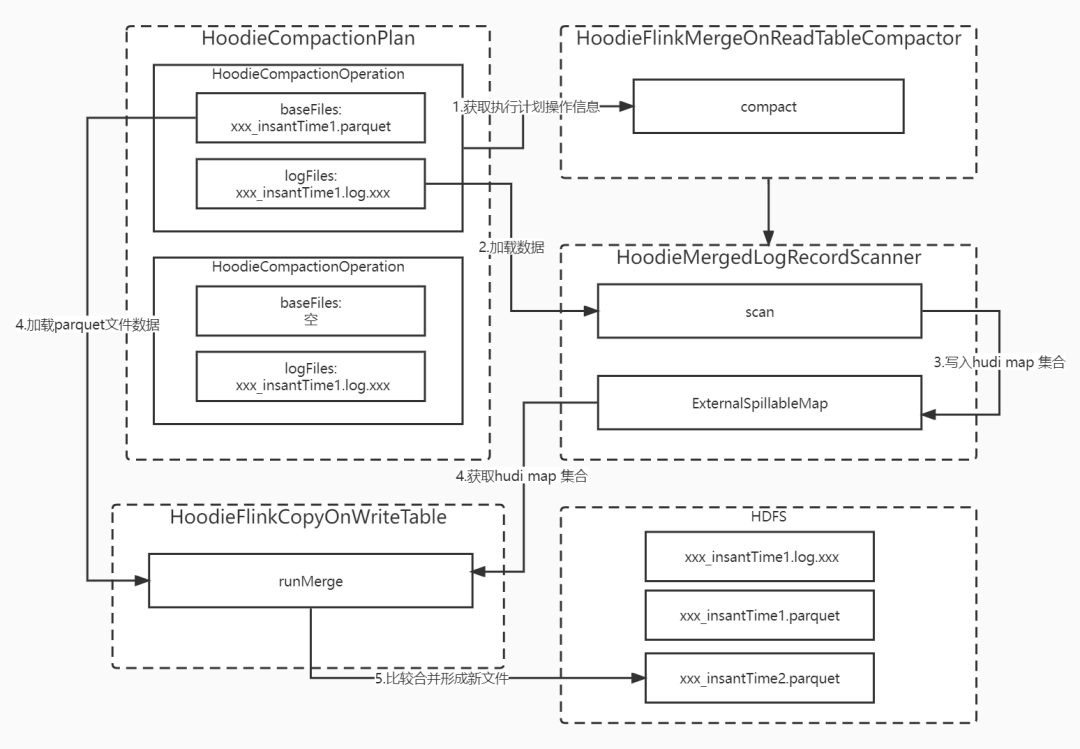 HoodieCompactionPlan
HoodieCompactionOperation
baseFiles:
xxx_insantTime1.parquet
logFiles:
xxx_insantTime1.log.xxx
HoodieCompactionOperation
baseFiles:
空
logFiles:
xxx_insantTime1.log.xxx
HoodieFlinkMergeOnReadTableCompactor
1.获取执行计划操作信息
compact
2.加载数据
HoodieMergedLogRecordScanner
scan
3.写入hudi map 集合
ExternalSpillableMap
4.加载parquet文件数据
4.获取hudi map 集合
HoodieFlinkCopyOnWriteTable
runMerge
5.比较合并形成新文件
HDFS
xxx_insantTime1.log.xxx
xxx_insantTime1.parquet
xxx_insantTime2.parquet